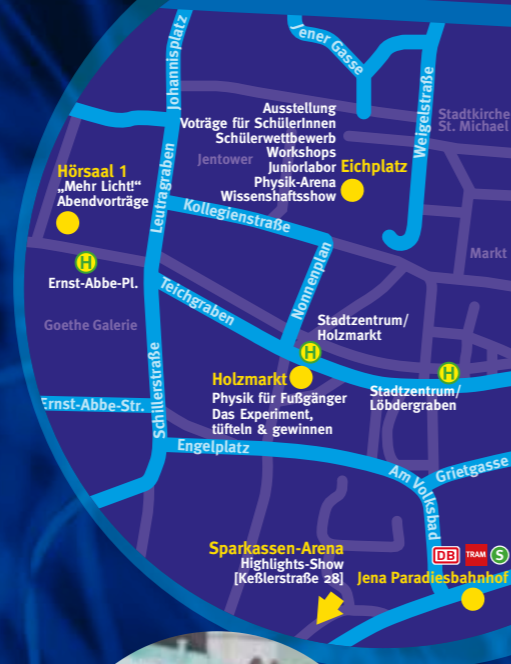 Johannisplatz
Jener Gasse
Weigelstraße
Stadtkirche
St. Michael
Ausstellung
Voträge für SchülerInnen
Schülerwettbewerb
Workshops
Juniorlabor
Physik-Arena
Wissenshaftsshow
Eichplatz
Jentower
Hörsaal 1
„Mehr Licht!“
Abendvorträge
Leutragraben
Kollegienstraße
Markt
H
Ernst-Abbe-Pl.
Teichgraben
Nonnenplan
Goethe Galerie
Stadtzentrum/
Holzmarkt
H
H
Stadtzentrum/
Löbdergraben
Holzmarkt
Physik für Fußgänger
Das Experiment,
tüfteln & gewinnen
Schillerstraße
Ernst-Abbe-Str.
Engelplatz
Am Volksbad
Grietgasse
Sparkassen-Arena
Highlights-Show
[Keßlerstraße 28]
DB
TRAM
S
Jena Paradiesbahnhof